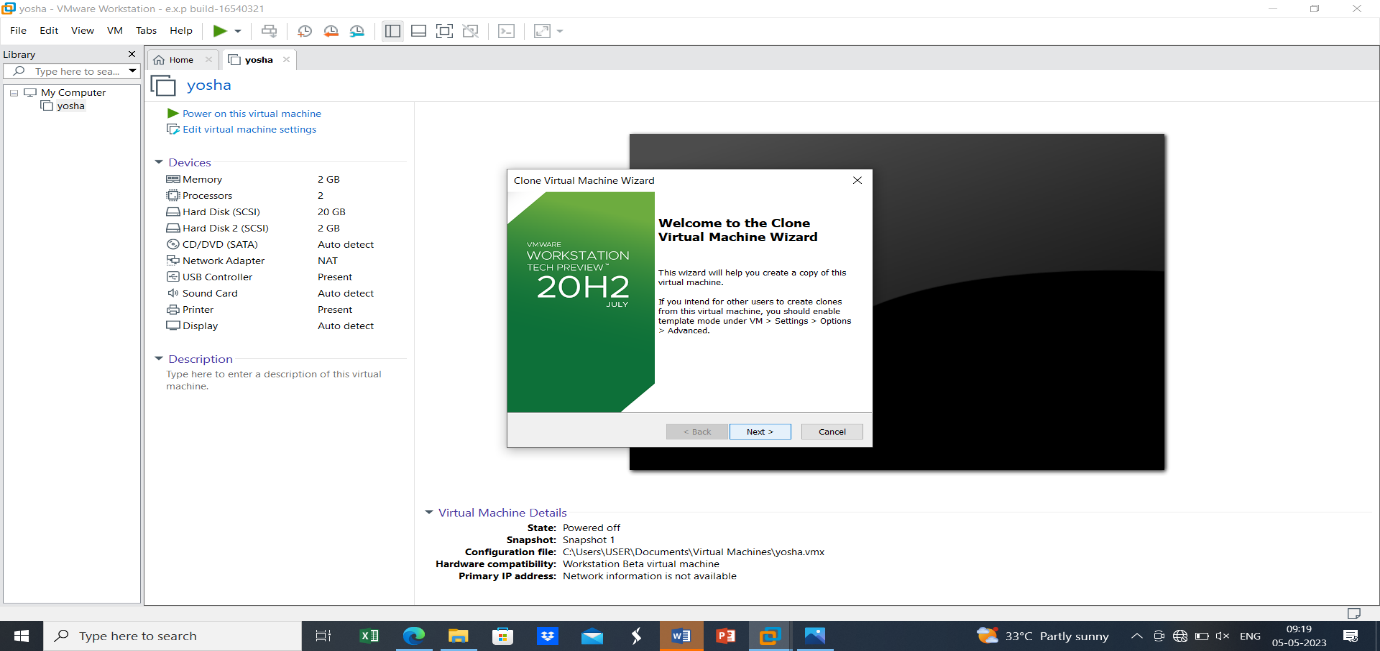 yosha - VMware Workstation - e.x.p build-16540321
File Edit View VM Tabs Help
Library
Type here to sea...
My Computer
yosha
Home
yosha
yosha
Power on this virtual machine
Edit virtual machine settings
Devices
Memory 2 GB
Processors 2
Hard Disk (SCSI) 20 GB
Hard Disk 2 (SCSI) 2 GB
CD/DVD (SATA) Auto detect
Network Adapter NAT
USB Controller Present
Sound Card Auto detect
Printer Present
Display Auto detect
Description
Type here to enter a description of this virtual
machine.
Clone Virtual Machine Wizard
VMWARE
WORKSTATION
TECH PREVIEW™
20H2
JULY
Welcome to the Clone
Virtual Machine Wizard
This wizard will help you create a copy of this
virtual machine.
If you intend for other users to create clones
from this virtual machine, you should enable
template mode under VM > Settings > Options
> Advanced.
< Back Next > Cancel
Virtual Machine Details
State: Powered off
Snapshot: Snapshot 1
Configuration file: C:\Users\USER\Documents\Virtual Machines\yosha.vmx
Hardware compatibility: Workstation Beta virtual machine
Primary IP address: Network information is not available
Type here to search
33°C Partly sunny
ENG
09:19
05-05-2023